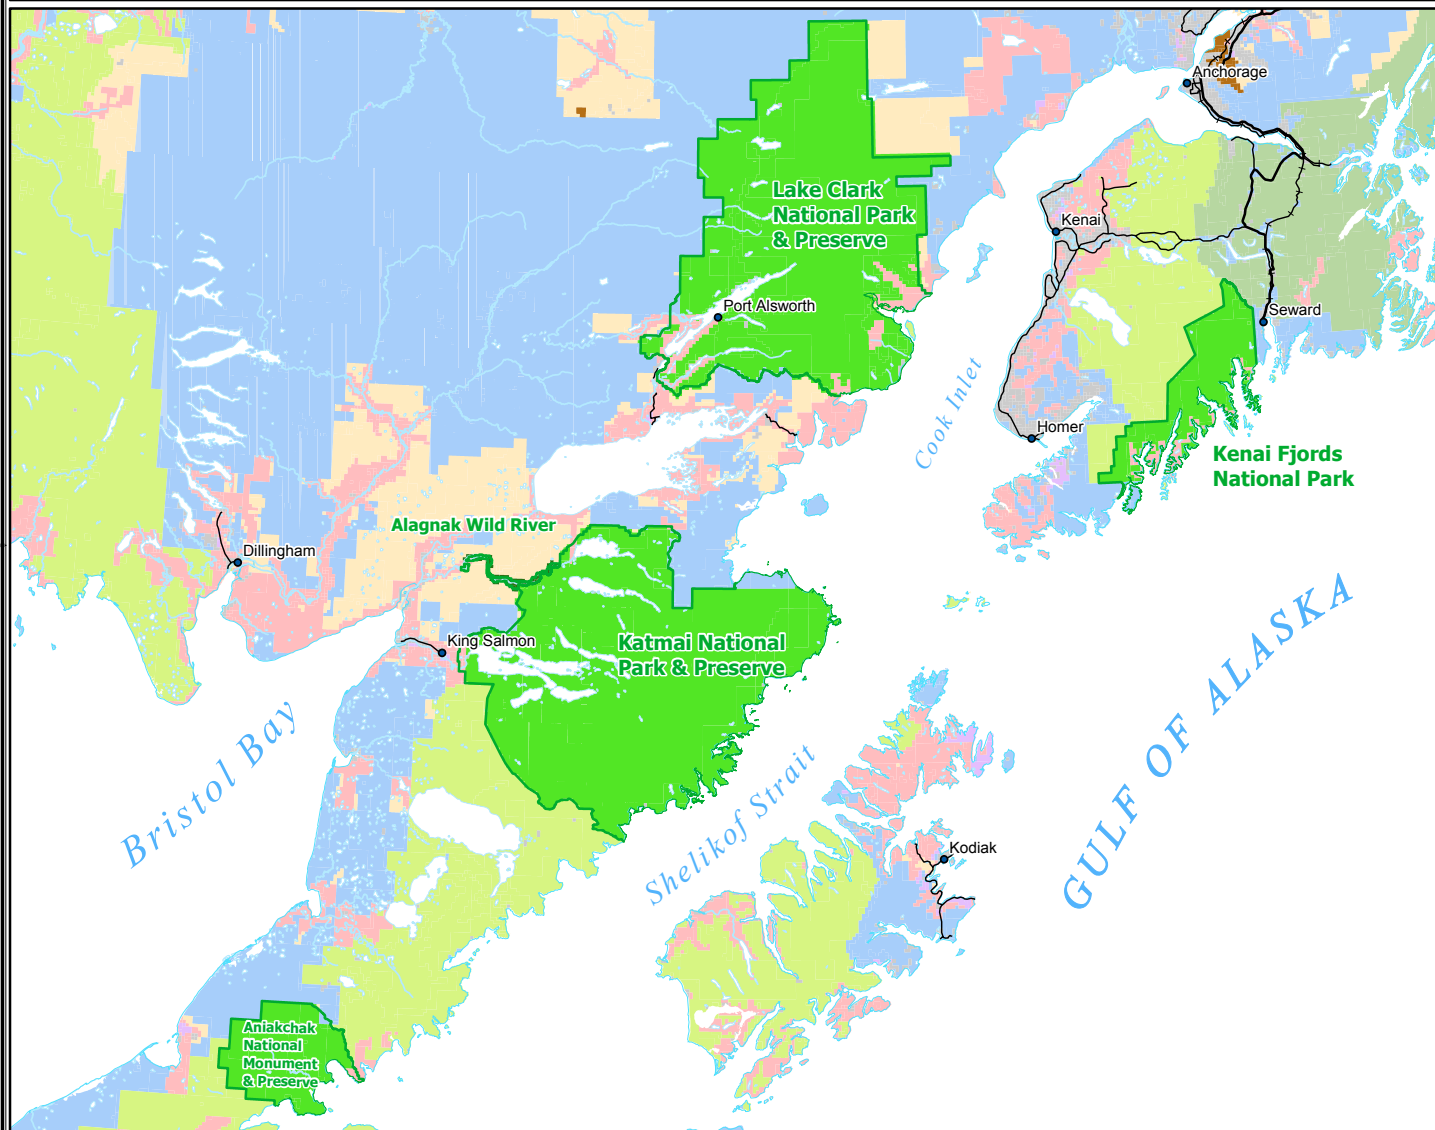 Anchorage
Lake Clark
National Park
& Preserve
Kenai
Port Alsworth
Seward
Cook Inlet
Homer
Kenai Fjords
National Park
Alagnak Wild River
Dillingham
King Salmon
Katmai National
Park & Preserve
GULF OF ALASKA
Bristol Bay
Shelikof Strait
Kodiak
Aniakchak
National
Monument
& Preserve